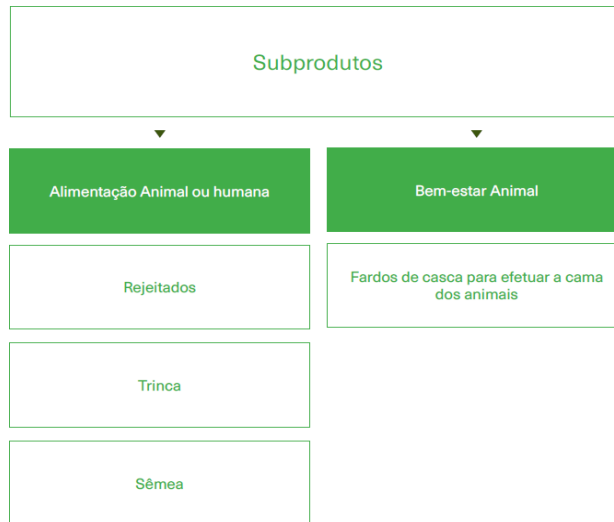 Subprodutos
Alimentação Animal ou humana
Bem-estar Animal
Rejeitados
Fardos de casca para efetuar a cama
dos animais
Trinca
Sêmea